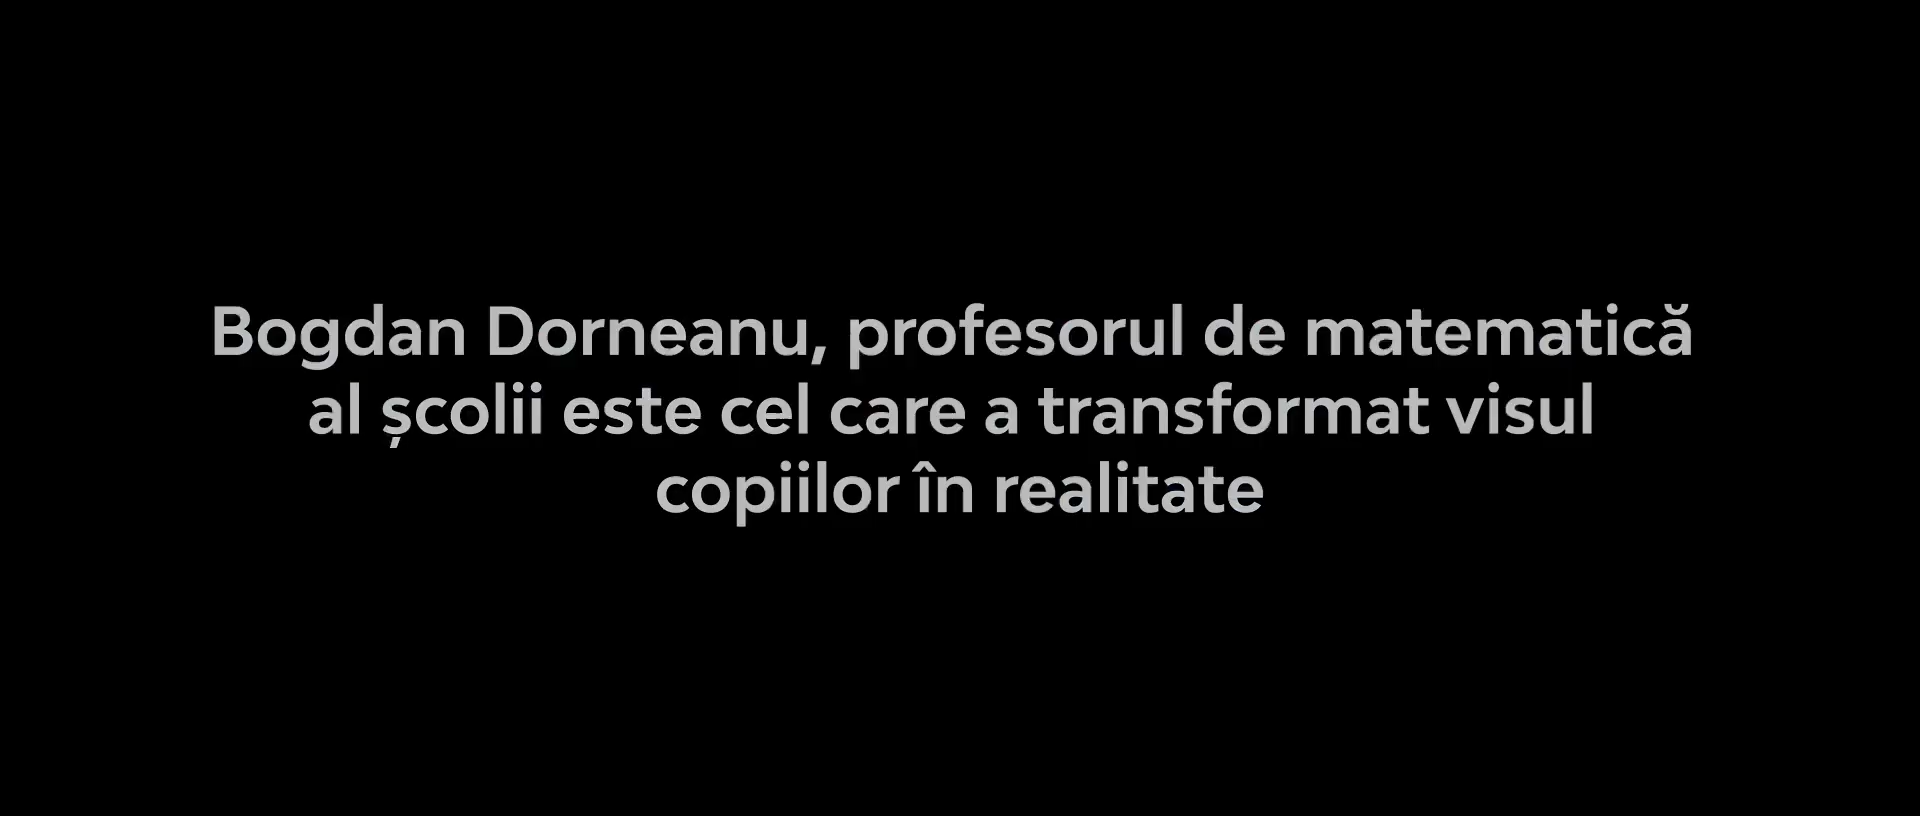 Bogdan Dorneanu, profesorul de matematică
al școlii este cel care a transformat visul
copiilor în realitate